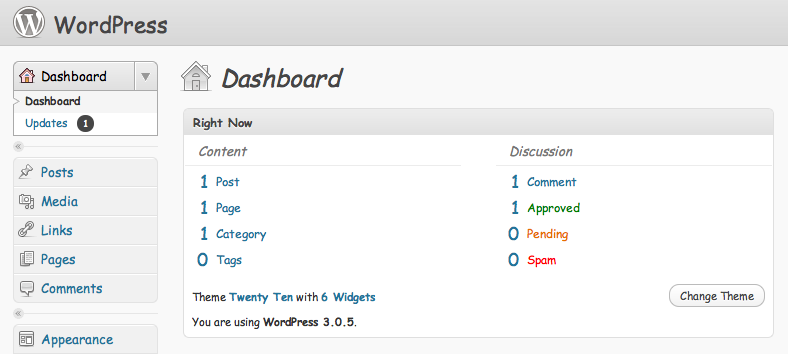 WordPress
Dashboard
Dashboard
Updates 1
Posts
Media
Links
Pages
Comments
Appearance
Dashboard
Right Now
Content
1 Post
1 Page
1 Category
0 Tags
Discussion
1 Comment
1 Approved
0 Pending
0 Spam
Theme Twenty Ten with 6 Widgets
Change Theme
You are using WordPress 3.0.5.